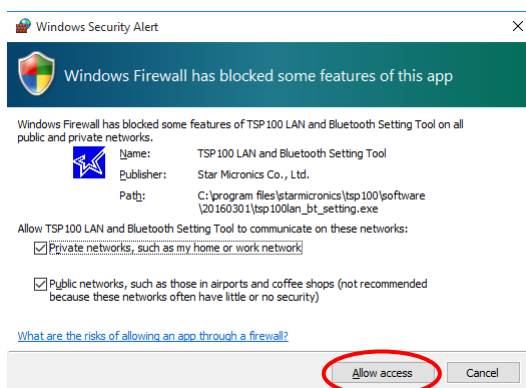 Windows Security Alert
Windows Firewall has blocked some features of this app
Windows Firewall has blocked some features of TSP100 LAN and Bluetooth Setting Tool on all
public and private networks.
Name: TSP100 LAN and Bluetooth Setting Tool
Publisher: Star Micronics Co., Ltd.
Path: C:\program files\starmicronics\tsp100\software
\20160301\tsp100lan_bt_setting.exe
Allow TSP100 LAN and Bluetooth Setting Tool to communicate on these networks:
Private networks, such as my home or work network
Public networks, such as those in airports and coffee shops (not recommended
because these networks often have little or no security)
What are the risks of allowing an app through a firewall?
Allow access Cancel